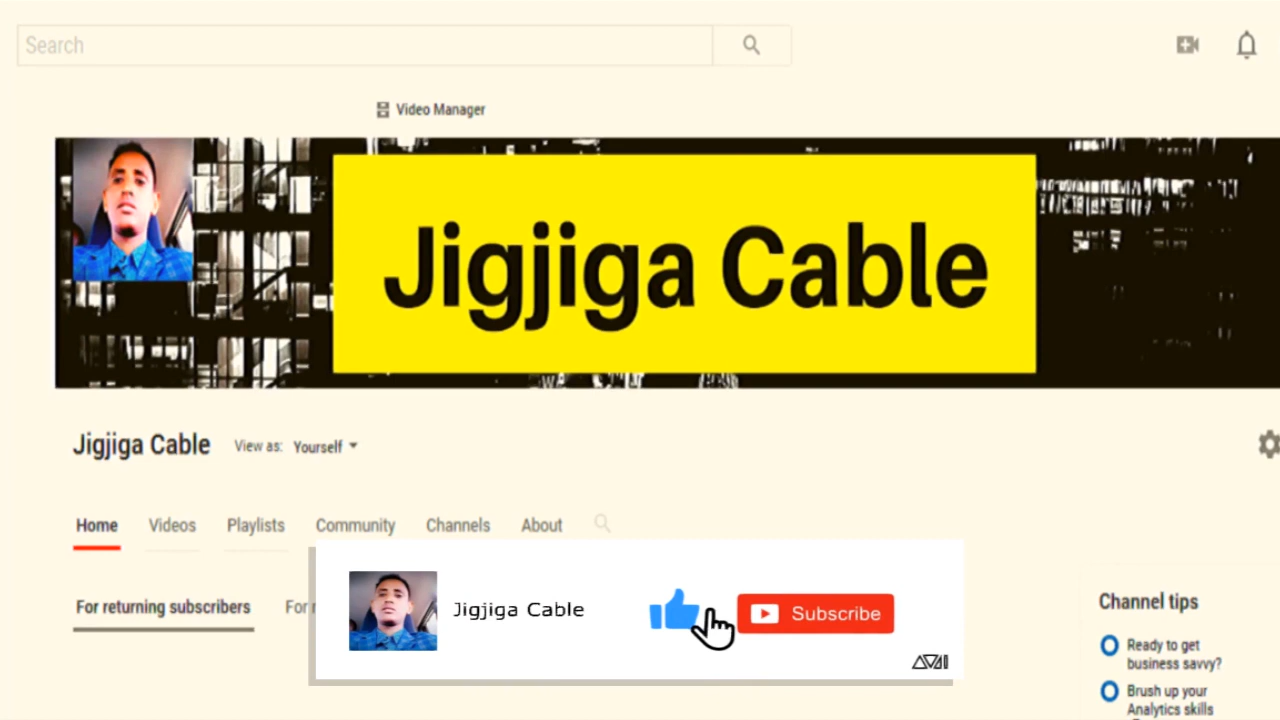 Search
Video Manager
Jigjiga Cable
Jigjiga Cable View as: Yourself
Home Videos Playlists Community Channels About
For returning subscribers For
Jigjiga Cable Subscribe
Channel tips
Ready to get
business savvy?
Brush up your
Analytics skills